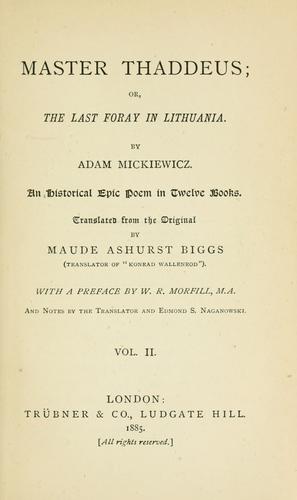 MASTER THADDEUS;
OR,
THE LAST FORAY IN LITHUANIA.
BY
ADAM MICKIEWICZ.
An Historical Epic Poem in Twelve Books.
Translated from the Original
BY
MAUDE ASHURST BIGGS
(TRANSLATOR OF "KONRAD WALLENROD").
WITH A PREFACE BY W. R. MORFILL, M.A.
AND NOTES BY THE TRANSLATOR AND EDMOND S. NAGANOWSKI.
VOL. II.
LONDON:
TRÜBNER & CO., LUDGATE HILL.
1885.
[All rights reserved.]